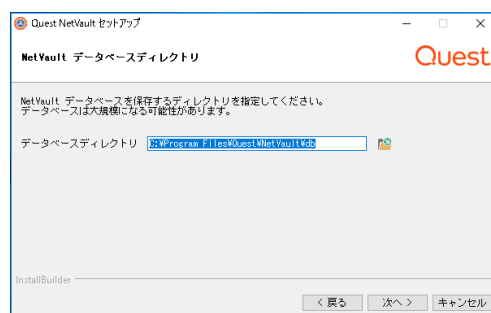 Quest NetVault セットアップ
NetVault データベースディレクトリ
Quest
NetVault データベースを保存するディレクトリを指定してください。
データベースは大規模になる可能性があります。
データベースディレクトリ C:¥Program Files¥Quest¥NetVault¥db
InstallBuilder
< 戻る 次へ > キャンセル